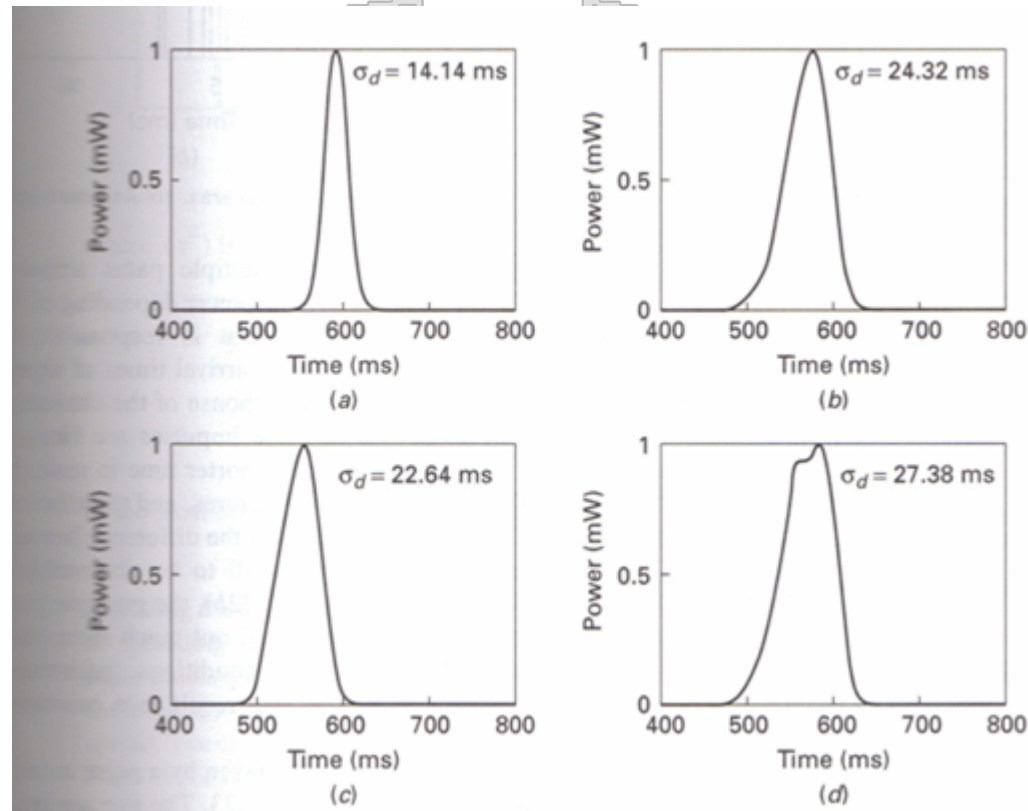 1
σd = 14.14 ms
Power (mW)
0.5
0
400 500 600 700 800
Time (ms)
(a)
1
σd = 24.32 ms
Power (mW)
0.5
0
400 500 600 700 800
Time (ms)
(b)
1
σd = 22.64 ms
Power (mW)
0.5
0
400 500 600 700 800
Time (ms)
(c)
1
σd = 27.38 ms
Power (mW)
0.5
0
400 500 600 700 800
Time (ms)
(d)